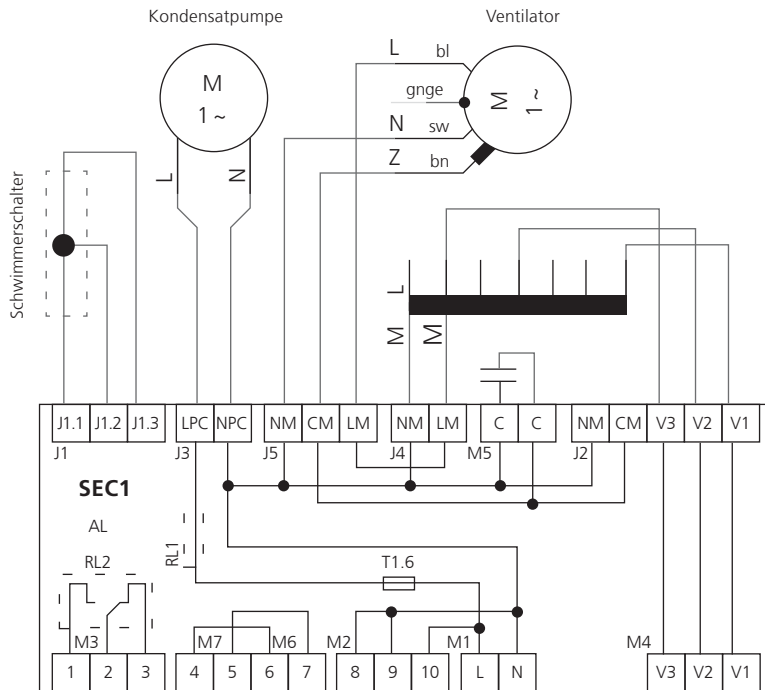 Kondensatpumpe
Ventilator
M
1 ~
L
N
L bl
gnge
N sw
Z bn
M
1 ~
Schwimmerschalter
L
M
M
J1.1 J1.2 J1.3 LPC NPC NM CM LM NM LM C C NM CM V3 V2 V1
J1 J3 J5 J4 M5 J2
SEC1
AL
RL2
RL1
T1.6
M3 M7 M6 M2 M1 M4
1 2 3 4 5 6 7 8 9 10 L N V3 V2 V1